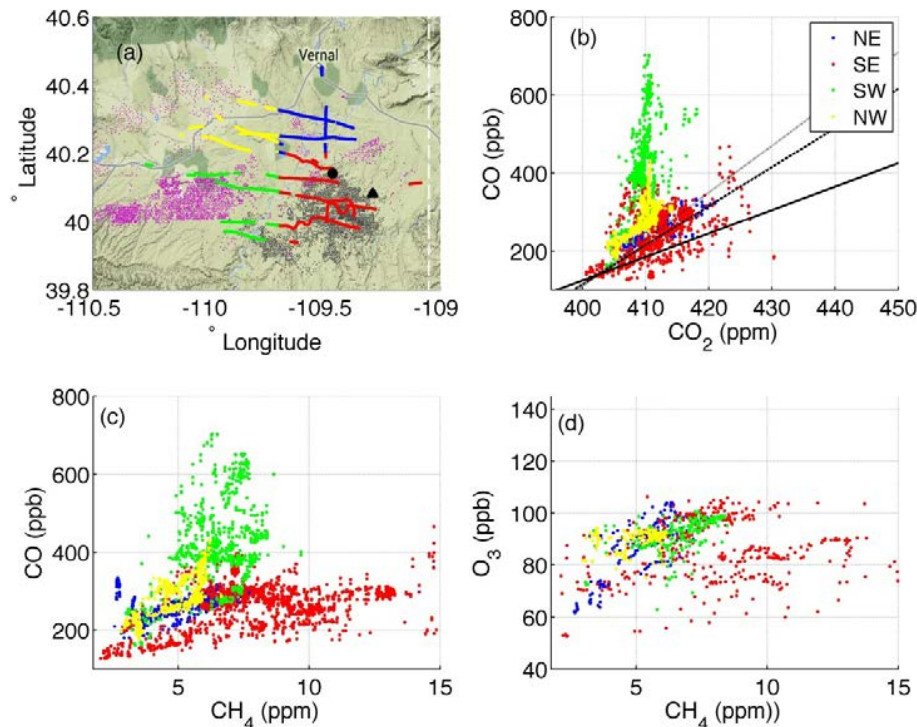 (a)
Vernal
40.6
40.4
40.2
40
39.8
° Latitude
-110.5 -110 -109.5 -109
° Longitude
(b)
NE
SE
SW
NW
800
600
400
200
CO (ppb)
400 410 420 430 440 450
CO2 (ppm)
(c)
800
600
400
200
CO (ppb)
5 10 15
CH4 (ppm)
(d)
140
120
100
80
60
40
O3 (ppb)
5 10 15
CH4 (ppm))